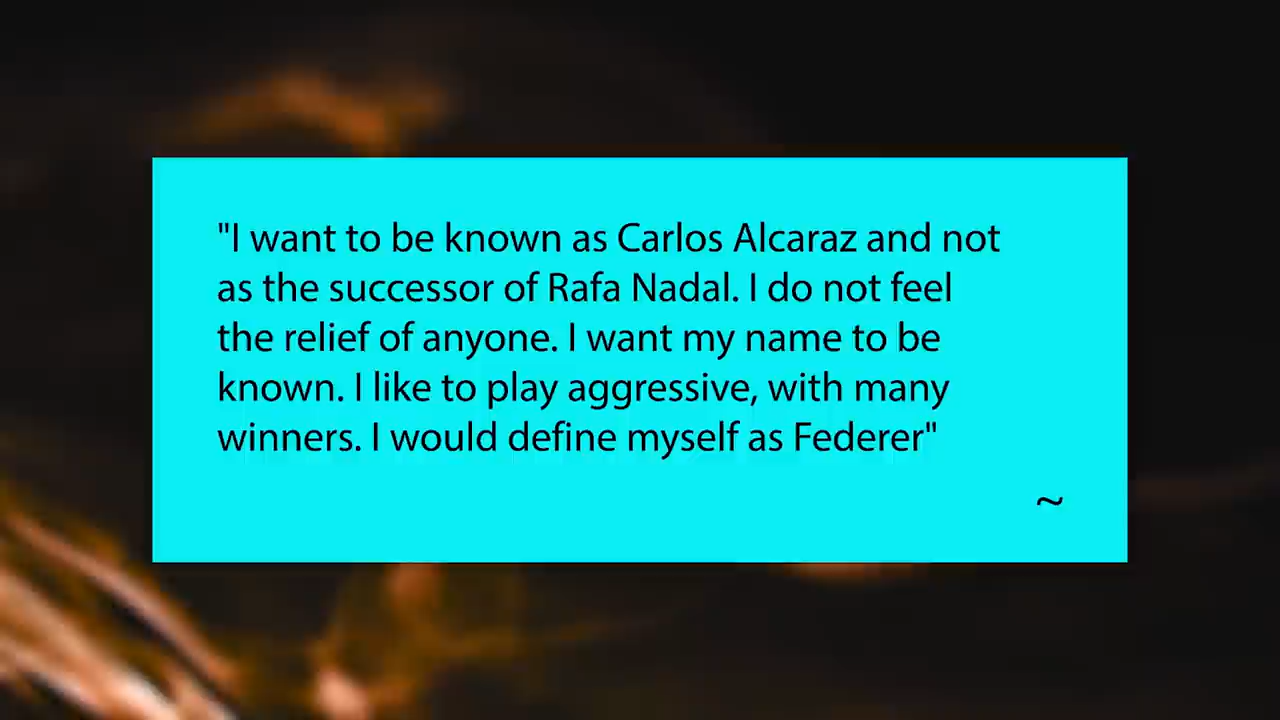 "I want to be known as Carlos Alcaraz and not
as the successor of Rafa Nadal. I do not feel
the relief of anyone. I want my name to be
known. I like to play aggressive, with many
winners. I would define myself as Federer"
~